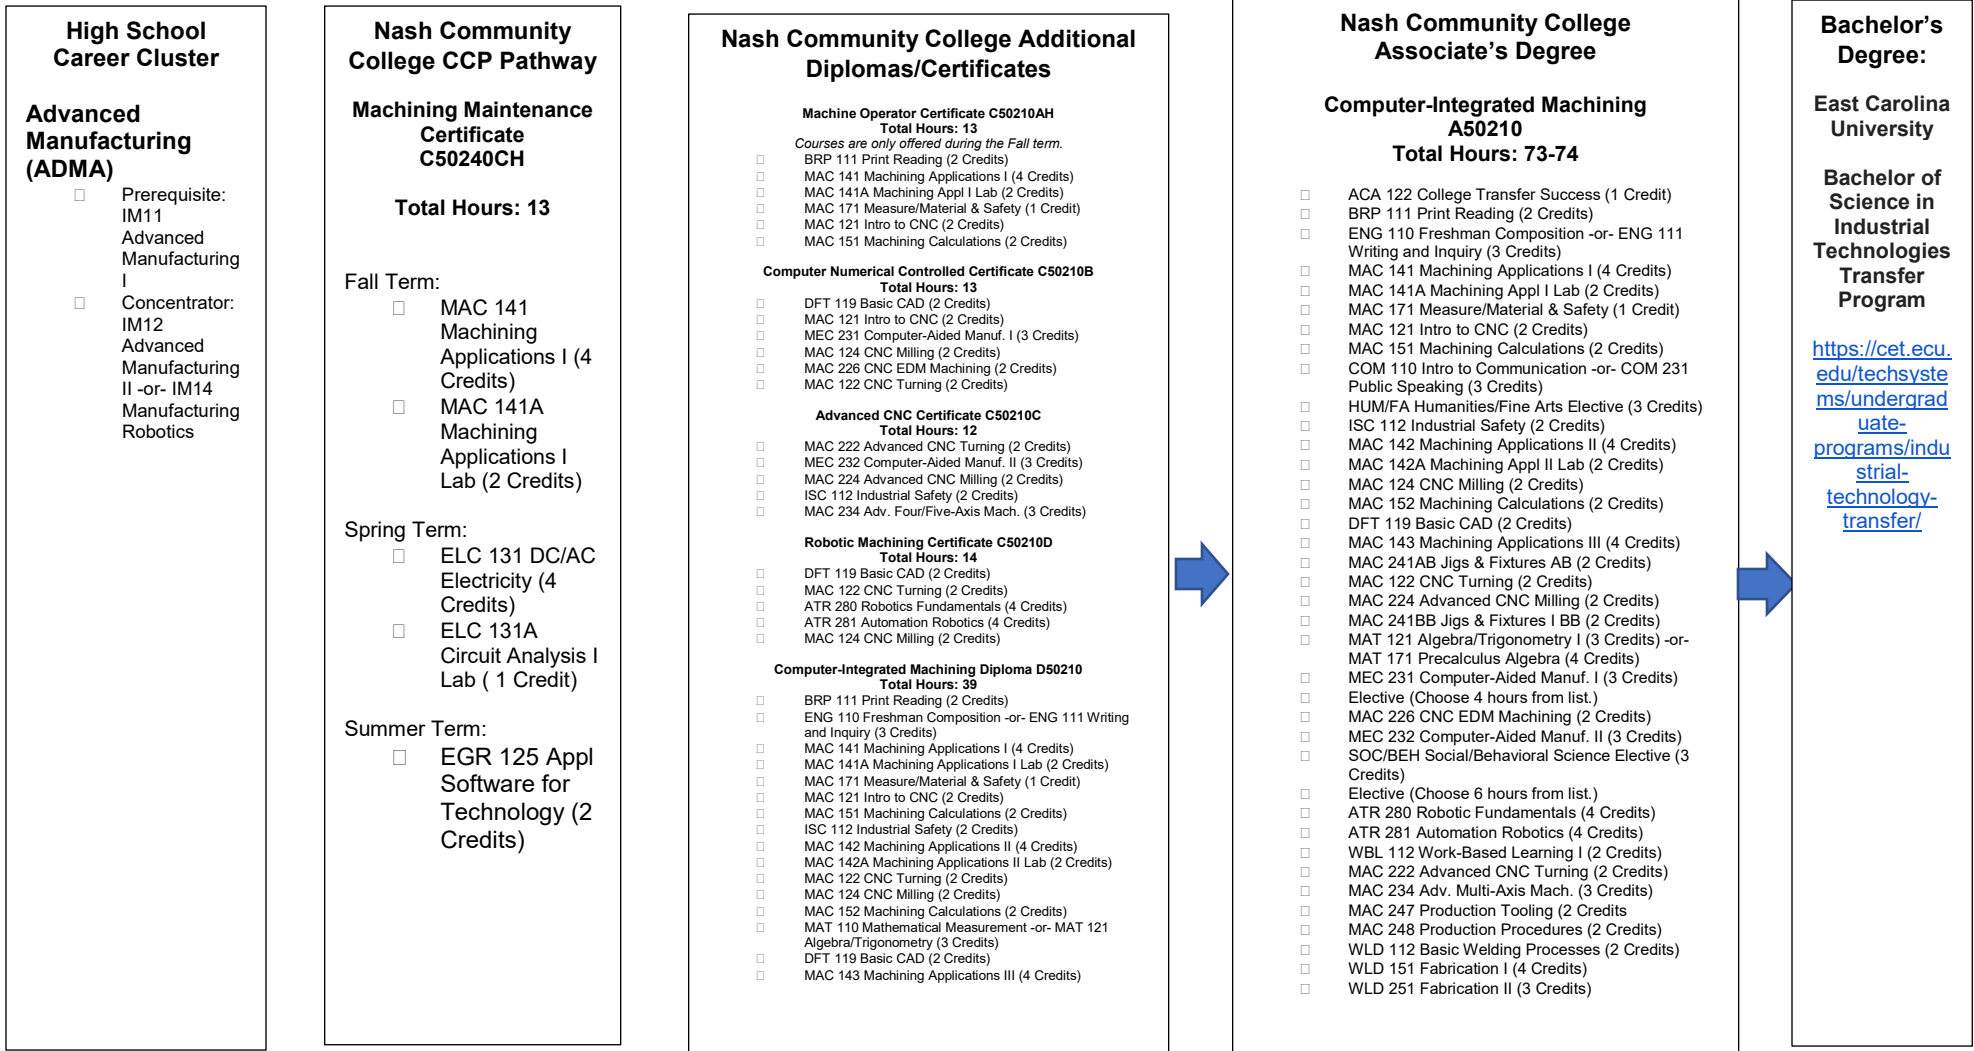 High School
Career Cluster
Advanced
Manufacturing
(ADMA)
Prerequisite:
IM11
Advanced
Manufacturing
I
Concentrator:
IM12
Advanced
Manufacturing
II -or- IM14
Manufacturing
Robotics
Nash Community
College CCP Pathway
Machining Maintenance
Certificate
C50240CH
Total Hours: 13
Fall Term:
MAC 141
Machining
Applications I (4
Credits)
MAC 141A
Machining
Applications I
Lab (2 Credits)
Spring Term:
ELC 131 DC/AC
Electricity (4
Credits)
ELC 131A
Circuit Analysis I
Lab ( 1 Credit)
Summer Term:
EGR 125 Appl
Software for
Technology (2
Credits)
Nash Community College Additional
Diplomas/Certificates
Machine Operator Certificate C50210AH
Total Hours: 13
Courses are only offered during the Fall term.
BRP 111 Print Reading (2 Credits)
MAC 141 Machining Applications I (4 Credits)
MAC 141A Machining Appl I Lab (2 Credits)
MAC 171 Measure/Material & Safety (1 Credit)
MAC 121 Intro to CNC (2 Credits)
MAC 151 Machining Calculations (2 Credits)
Computer Numerical Controlled Certificate C50210B
Total Hours: 13
DFT 119 Basic CAD (2 Credits)
MAC 121 Intro to CNC (2 Credits)
MEC 231 Computer-Aided Manuf. I (3 Credits)
MAC 124 CNC Milling (2 Credits)
MAC 226 CNC EDM Machining (2 Credits)
MAC 122 CNC Turning (2 Credits)
Advanced CNC Certificate C50210C
Total Hours: 12
MAC 222 Advanced CNC Turning (2 Credits)
MEC 232 Computer-Aided Manuf. II (3 Credits)
MAC 224 Advanced CNC Milling (2 Credits)
ISC 112 Industrial Safety (2 Credits)
MAC 234 Adv. Four/Five-Axis Mach. (3 Credits)
Robotic Machining Certificate C50210D
Total Hours: 14
DFT 119 Basic CAD (2 Credits)
MAC 122 CNC Turning (2 Credits)
ATR 280 Robotics Fundamentals (4 Credits)
ATR 281 Automation Robotics (4 Credits)
MAC 124 CNC Milling (2 Credits)
Computer-Integrated Machining Diploma D50210
Total Hours: 39
BRP 111 Print Reading (2 Credits)
ENG 110 Freshman Composition -or- ENG 111 Writing
and Inquiry (3 Credits)
MAC 141 Machining Applications I (4 Credits)
MAC 141A Machining Applications I Lab (2 Credits)
MAC 171 Measure/Material & Safety (1 Credit)
MAC 121 Intro to CNC (2 Credits)
MAC 151 Machining Calculations (2 Credits)
ISC 112 Industrial Safety (2 Credits)
MAC 142 Machining Applications II (4 Credits)
MAC 142A Machining Applications II Lab (2 Credits)
MAC 122 CNC Turning (2 Credits)
MAC 124 CNC Milling (2 Credits)
MAC 152 Machining Calculations (2 Credits)
MAT 110 Mathematical Measurement -or- MAT 121
Algebra/Trigonometry (3 Credits)
DFT 119 Basic CAD (2 Credits)
MAC 143 Machining Applications III (4 Credits)
Nash Community College
Associate's Degree
Computer-Integrated Machining
A50210
Total Hours: 73-74
ACA 122 College Transfer Success (1 Credit)
BRP 111 Print Reading (2 Credits)
ENG 110 Freshman Composition -or- ENG 111
Writing and Inquiry (3 Credits)
MAC 141 Machining Applications I (4 Credits)
MAC 141A Machining Appl I Lab (2 Credits)
MAC 171 Measure/Material & Safety (1 Credit)
MAC 121 Intro to CNC (2 Credits)
MAC 151 Machining Calculations (2 Credits)
COM 110 Intro to Communication -or- COM 231
Public Speaking (3 Credits)
HUM/FA Humanities/Fine Arts Elective (3 Credits)
ISC 112 Industrial Safety (2 Credits)
MAC 142 Machining Applications II (4 Credits)
MAC 142A Machining Appl II Lab (2 Credits)
MAC 124 CNC Milling (2 Credits)
MAC 152 Machining Calculations (2 Credits)
DFT 119 Basic CAD (2 Credits)
MAC 143 Machining Applications III (4 Credits)
MAC 241AB Jigs & Fixtures AB (2 Credits)
MAC 122 CNC Turning (2 Credits)
MAC 224 Advanced CNC Milling (2 Credits)
MAC 241BB Jigs & Fixtures I BB (2 Credits)
MAT 121 Algebra/Trigonometry I (3 Credits) -or-
MAT 171 Precalculus Algebra (4 Credits)
MEC 231 Computer-Aided Manuf. I (3 Credits)
Elective (Choose 4 hours from list.)
MAC 226 CNC EDM Machining (2 Credits)
MEC 232 Computer-Aided Manuf. II (3 Credits)
SOC/BEH Social/Behavioral Science Elective (3
Credits)
Elective (Choose 6 hours from list.)
ATR 280 Robotic Fundamentals (4 Credits)
ATR 281 Automation Robotics (4 Credits)
WBL 112 Work-Based Learning I (2 Credits)
MAC 222 Advanced CNC Turning (2 Credits)
MAC 234 Adv. Multi-Axis Mach. (3 Credits)
MAC 247 Production Tooling (2 Credits
MAC 248 Production Procedures (2 Credits)
WLD 112 Basic Welding Processes (2 Credits)
WLD 151 Fabrication I (4 Credits)
WLD 251 Fabrication II (3 Credits)
Bachelor's
Degree:
East Carolina
University
Bachelor of
Science in
Industrial
Technologies
Transfer
Program
https://cet.ecu.
edu/techsyste
ms/undergrad
uate-
programs/indu
strial-
technology-
transfer/